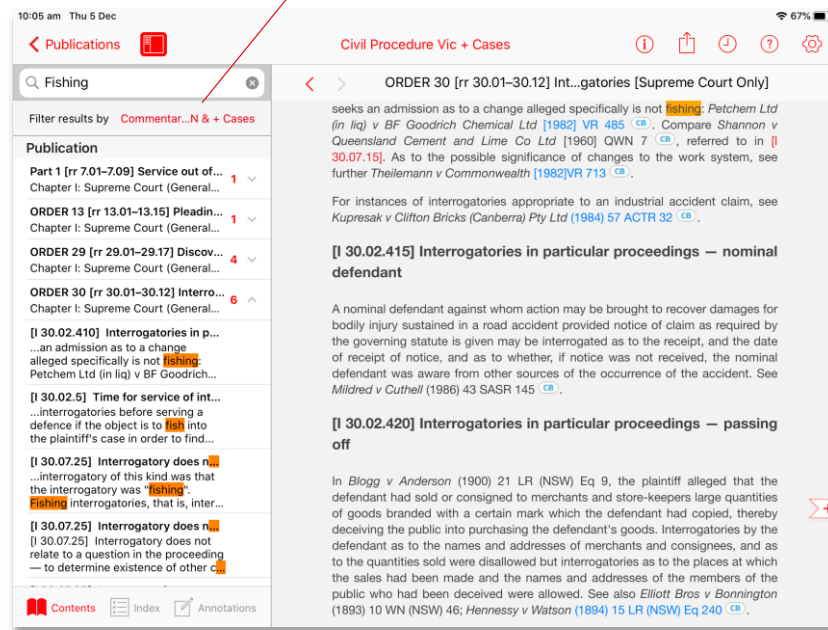 10:05 am Thu 5 Dec
67%
Publications
Civil Procedure Vic + Cases
Fishing
Filter results by Commentar...N & + Cases
Publication
Part 1 [rr 7.01–7.09] Service out of...
Chapter I: Supreme Court (General...
1
ORDER 13 [rr 13.01–13.15] Pleadin...
Chapter I: Supreme Court (General...
1
ORDER 29 [rr 29.01–29.17] Discov...
Chapter I: Supreme Court (General...
4
ORDER 30 [rr 30.01–30.12] Interro...
Chapter I: Supreme Court (General...
6
[I 30.02.410] Interrogatories in p...
...an admission as to a change
alleged specifically is not fishing:
Petchem Ltd (in liq) v BF Goodrich...
[I 30.02.5] Time for service of int...
...interrogatories before serving a
defence if the object is to fish into
the plaintiff's case in order to find...
[I 30.07.25] Interrogatory does n...
...interrogatory of this kind was that
the interrogatory was "fishing".
Fishing interrogatories, that is, inter...
[I 30.07.25] Interrogatory does n...
[I 30.07.25] Interrogatory does not
relate to a question in the proceeding
— to determine existence of other c...
Contents
Index
Annotations
ORDER 30 [rr 30.01–30.12] Int...gatories [Supreme Court Only]
seeks an admission as to a change alleged specifically is not fishing: Petchem Ltd
(in liq) v BF Goodrich Chemical Ltd [1982] VR 485 CB . Compare Shannon v
Queensland Cement and Lime Co Ltd [1960] QWN 7 CB , referred to in [I
30.07.15]. As to the possible significance of changes to the work system, see
further Theilemann v Commonwealth [1982]VR 713 CB .
For instances of interrogatories appropriate to an industrial accident claim, see
Kupresak v Clifton Bricks (Canberra) Pty Ltd (1984) 57 ACTR 32 CB .
[I 30.02.415] Interrogatories in particular proceedings — nominal
defendant
A nominal defendant against whom action may be brought to recover damages for
bodily injury sustained in a road accident provided notice of claim as required by
the governing statute is given may be interrogated as to the receipt, and the date
of receipt of notice, and as to whether, if notice was not received, the nominal
defendant was aware from other sources of the occurrence of the accident. See
Mildred v Cuthell (1986) 43 SASR 145 CB .
[I 30.02.420] Interrogatories in particular proceedings — passing
off
In Blogg v Anderson (1900) 21 LR (NSW) Eq 9, the plaintiff alleged that the
defendant had sold or consigned to merchants and store-keepers large quantities
of goods branded with a certain mark which the defendant had copied, thereby
deceiving the public into purchasing the defendant's goods. Interrogatories by the
defendant as to the names and addresses of merchants and consignees, and as
to the quantities sold were disallowed but interrogatories as to the places at which
the sales had been made and the names and addresses of the members of the
public who had been deceived were allowed. See also Elliott Bros v Bonnington
(1893) 10 WN (NSW) 46; Hennessy v Watson (1894) 15 LR (NSW) Eq 240 CB .